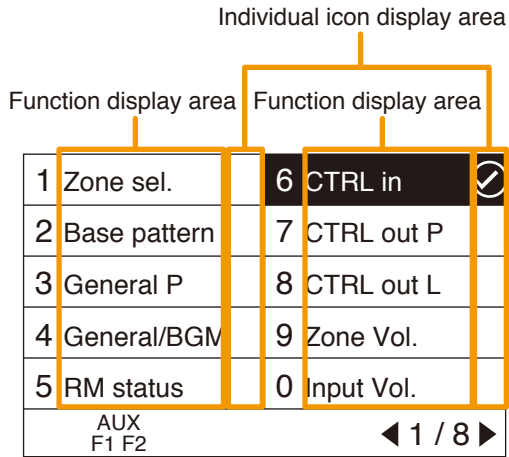 Individual icon display area
Function display area Function display area
1 Zone sel. 6 CTRL in
2 Base pattern 7 CTRL out P
3 General P 8 CTRL out L
4 General/BGM 9 Zone Vol.
5 RM status 0 Input Vol.
AUX
F1 F2
1 / 8